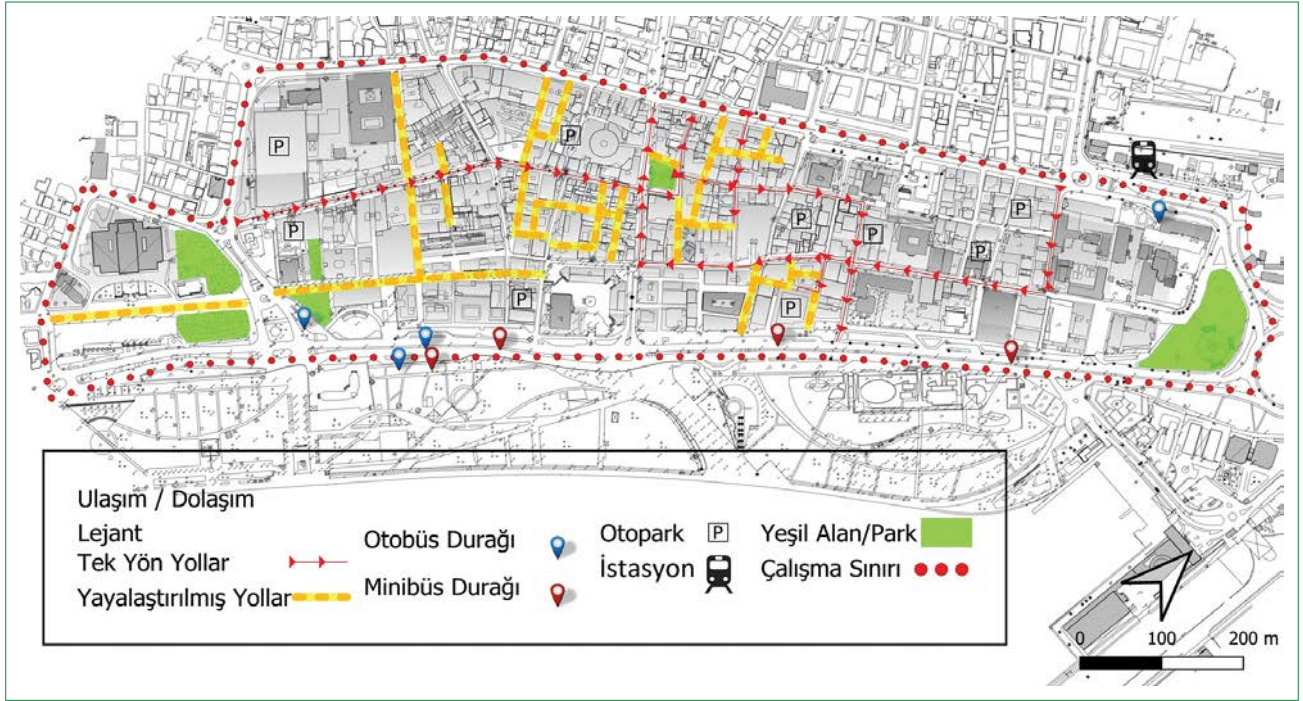 P
P
P
P
P
P
P
P
P
Ulaşım / Dolaşım
Lejant
Tek Yön Yollar
Yayalaştırılmış Yollar
Otobüs Durağı
Minibüs Durağı
Otopark P
İstasyon
Yeşil Alan/Park
Çalışma Sınırı
0 100 200 m